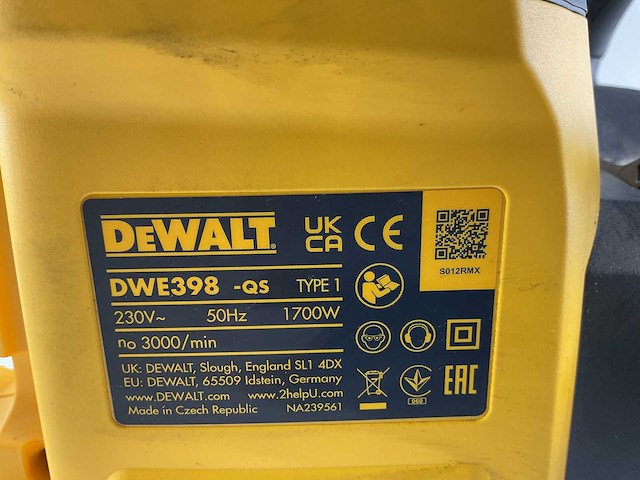 DEWALT
UK CA CE
S012RMX
DWE398 -QS TYPE 1
230V~ 50Hz 1700W
no 3000/min
UK: DEWALT, Slough, England SL1 4DX
EU: DEWALT, 65509 Idstein, Germany
www.DEWALT.com www.2helpU.com
Made in Czech Republic NA239561
EAC